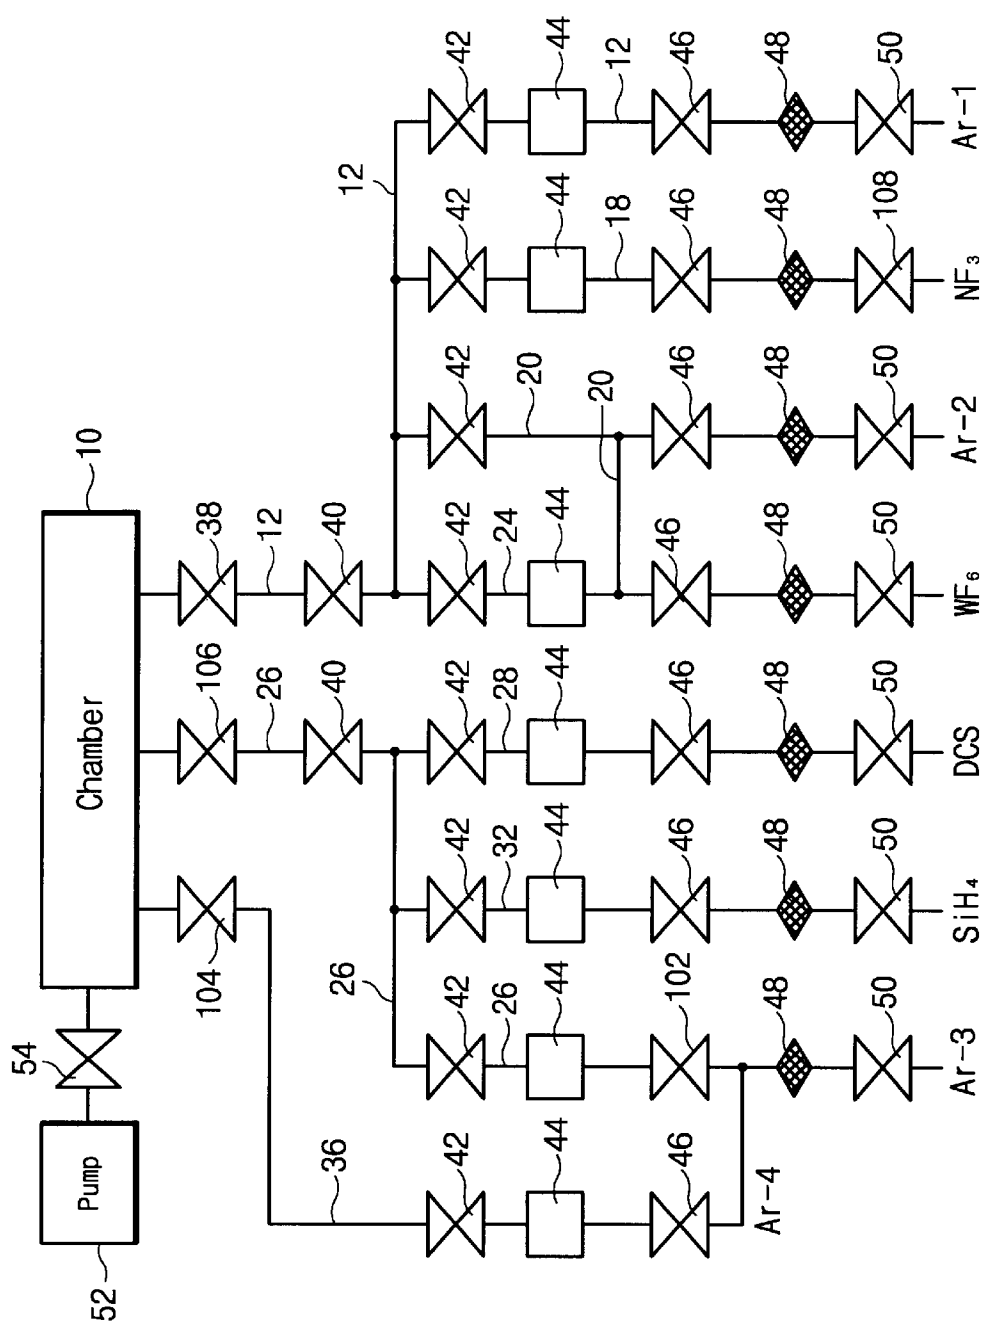 54
52 Pump Chamber 10
104 106 38
26 12
36 26 40 40 12
42 42 42 42 42 42 42 42
26 32 28 24 20
44 44 44 44 44 44 44
20 18 12
46 102 46 46 46 46 46 46
Ar-4 48 48 48 48 48 48 48
50 50 50 50 50 108 50
Ar-3 SiH₄ DCS WF₆ Ar-2 NF₃ Ar-1